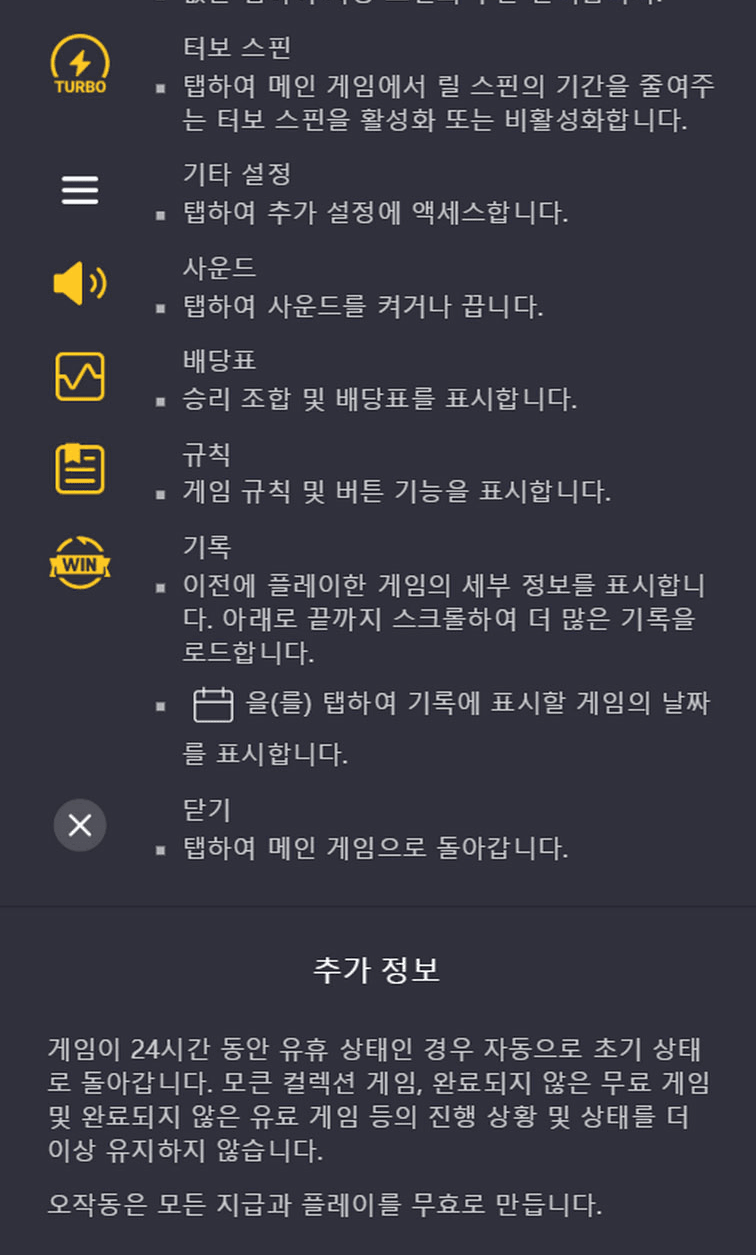 터보 스핀
TURBO
▪ 탭하여 메인 게임에서 릴 스핀의 기간을 줄여주
는 터보 스핀을 활성화 또는 비활성화합니다.
기타 설정
▪ 탭하여 추가 설정에 액세스합니다.
사운드
▪ 탭하여 사운드를 켜거나 끕니다.
배당표
▪ 승리 조합 및 배당표를 표시합니다.
규칙
▪ 게임 규칙 및 버튼 기능을 표시합니다.
기록
WIN
▪ 이전에 플레이한 게임의 세부 정보를 표시합니
다. 아래로 끝까지 스크롤하여 더 많은 기록을
로드합니다.
▪ 을(를) 탭하여 기록에 표시할 게임의 날짜
를 표시합니다.
닫기
▪ 탭하여 메인 게임으로 돌아갑니다.
추가 정보
게임이 24시간 동안 유휴 상태인 경우 자동으로 초기 상태
로 돌아갑니다. 모큰 컬렉션 게임, 완료되지 않은 무료 게임
및 완료되지 않은 유료 게임 등의 진행 상황 및 상태를 더
이상 유지하지 않습니다.
오작동은 모든 지급과 플레이를 무효로 만듭니다.